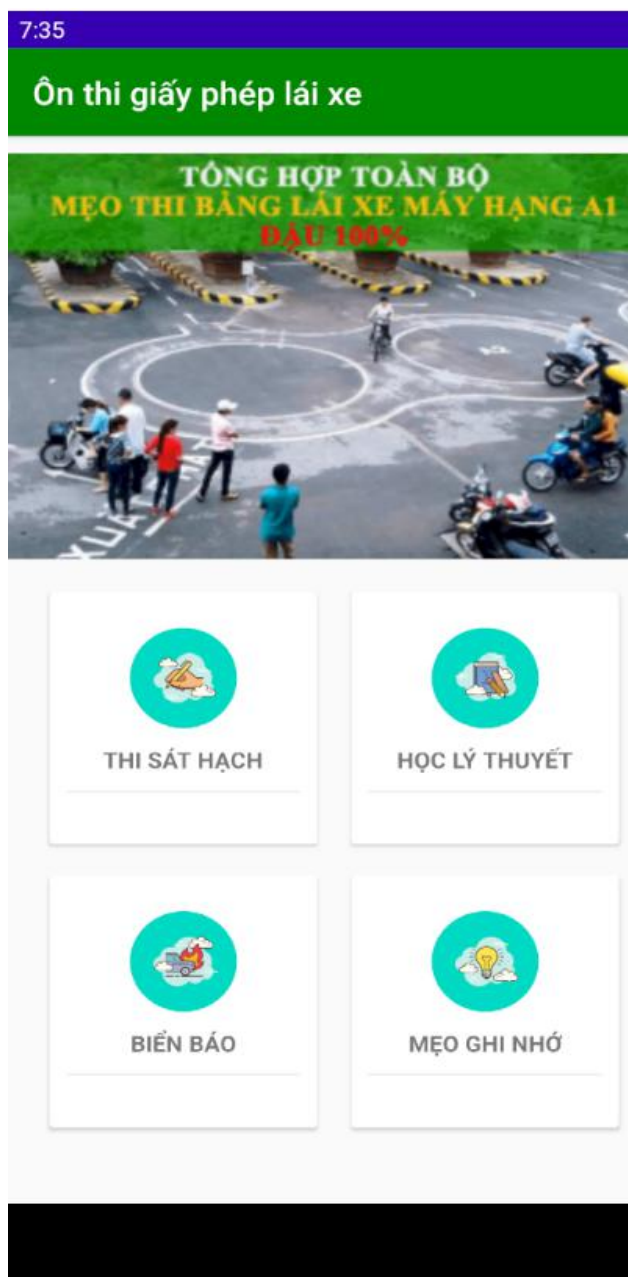 7:35
Ôn thi giấy phép lái xe
TỔNG HỢP TOÀN BỘ
MẸO THI BẰNG LÁI XE MÁY HẠNG A1
ĐẬU 100%
XUẤT
THI SÁT HẠCH
HỌC LÝ THUYẾT
BIỂN BÁO
MẸO GHI NHỚ